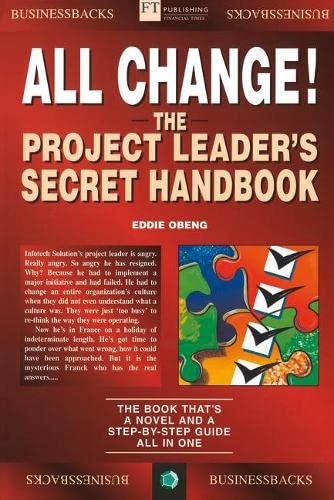 BUSINESSBACKS
FT PUBLISHING
FINANCIAL TIMES
BUSINESSBACKS
ALL CHANGE!
THE
PROJECT LEADER'S
SECRET HANDBOOK
EDDIE OBENG
Infotech Solution's project leader is angry.
Really angry. So angry he has resigned.
Why? Because he had to implement a
major initiative and had failed. He had to
change an entire organization's culture
when they did not even understand what a
culture was. They were just 'too busy' to
re-think the way they were operating.
Now he's in France on a holiday of
indeterminate length. He's got time to
ponder over what went wrong, how it could
have been approached. But it is the
mysterious Franck who has the real
answers.....
THE BOOK THAT'S
A NOVEL AND A
STEP-BY-STEP GUIDE
ALL IN ONE
BUSINESSBACKS
BUSINESSBACKS